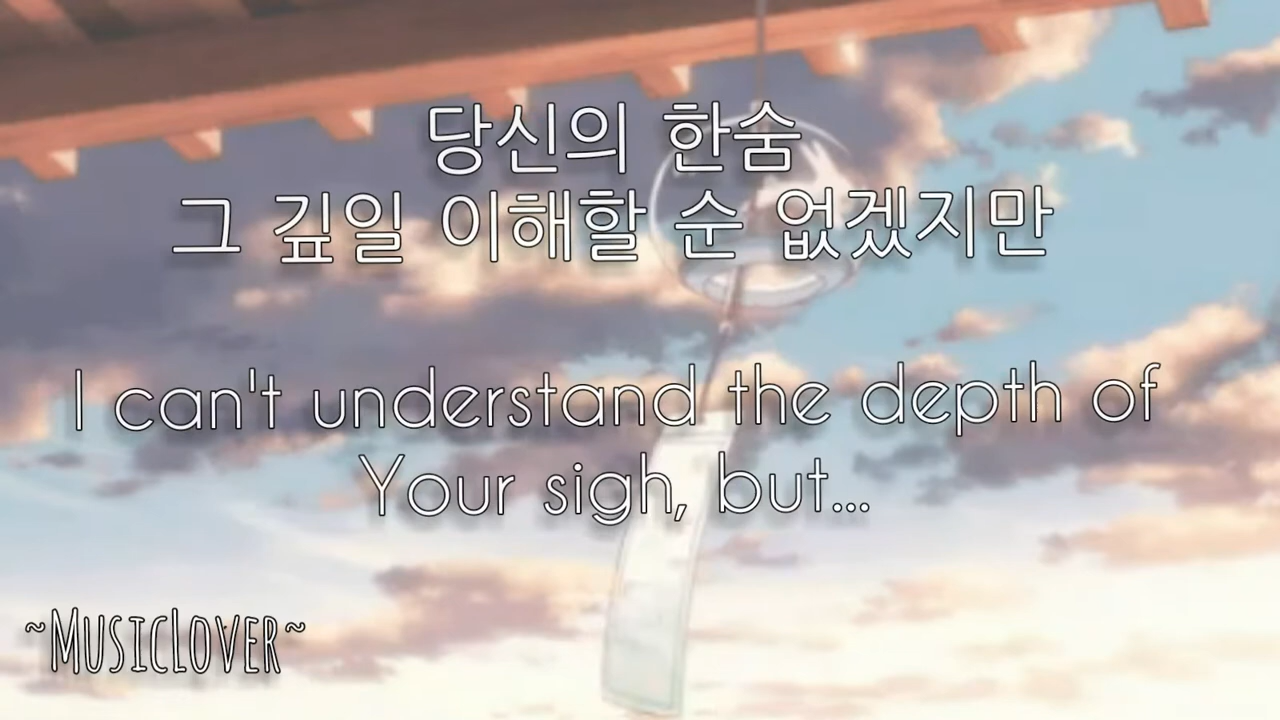 당신의 한숨
그 깊일 이해할 순 없겠지만
I can't understand the depth of
Your sigh, but...
~MusicLover~